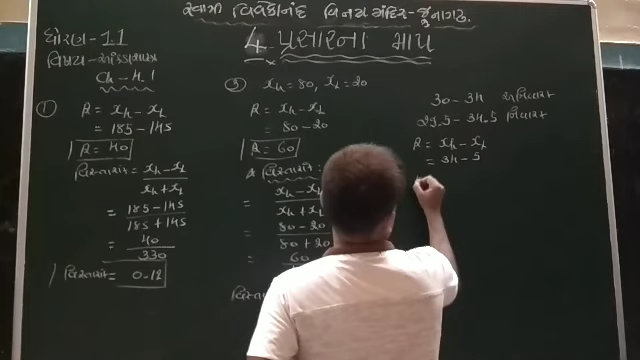 સ્વામી વિવેકાનંદ વિનય મંદિર - જૂનાગઢ.
ધોરણ - 11
વિષય - આંકડાશાસ્ત્ર
Ch - 4.1
4 પ્રસારના માપ
①
R = xₕ - xₗ
= 185 - 145
R = 40
વિસ્તારાંક = xₕ - xₗ / xₕ + xₗ
= 185 - 145 / 185 + 145
= 40 / 330
વિસ્તારાંક = 0.12
③ xₕ = 80, xₗ = 20
R = xₕ - xₗ
= 80 - 20
R = 60
વિસ્તારાંક :
= xₕ - xₗ / xₕ + xₗ
= 80 - 20 / 80 + 20
= 60
30 - 34
29.5 - 34.5 નિવારક
R = xₕ - xₗ
= 35 - 5